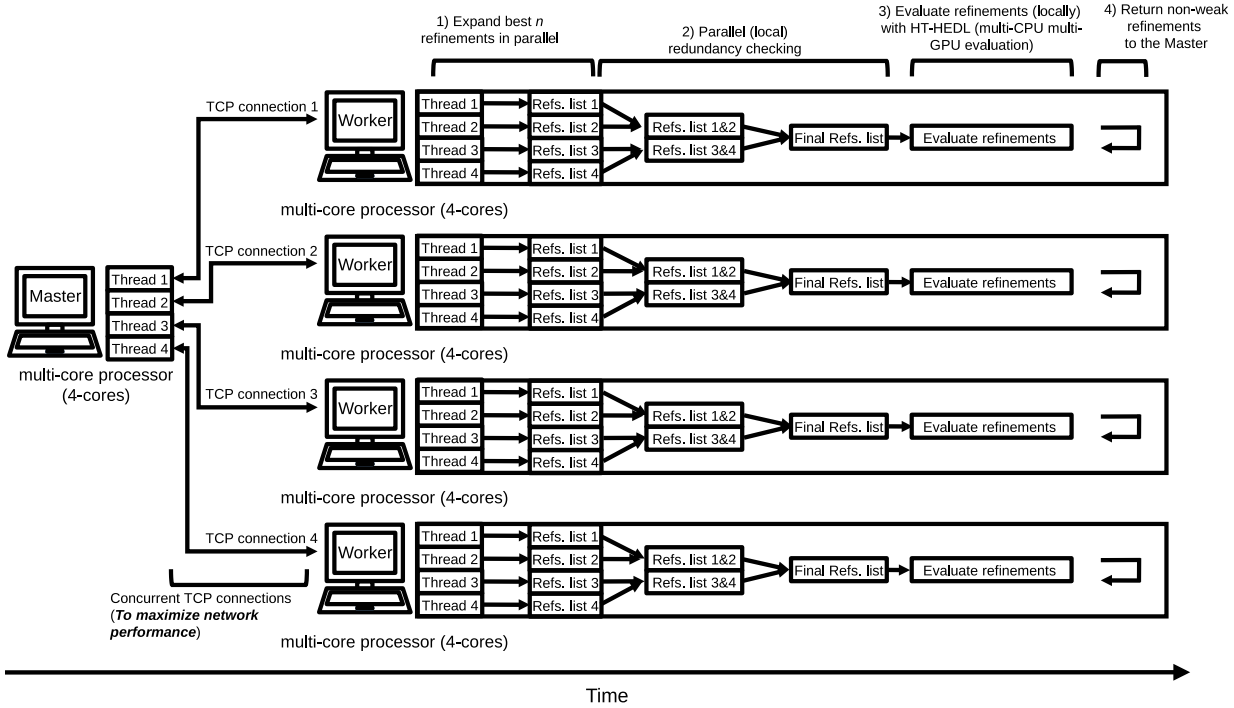 1) Expand best n
refinements in parallel
2) Parallel (local)
redundancy checking
3) Evaluate refinements (locally)
with HT-HEDL (multi-CPU multi-
GPU evaluation)
4) Return non-weak
refinements
to the Master
TCP connection 1
Worker
Thread 1
Thread 2
Thread 3
Thread 4
Refs. list 1
Refs. list 2
Refs. list 3
Refs. list 4
Refs. list 1&2
Refs. list 3&4
Final Refs. list
Evaluate refinements
multi-core processor (4-cores)
TCP connection 2
Worker
Thread 1
Thread 2
Thread 3
Thread 4
Refs. list 1
Refs. list 2
Refs. list 3
Refs. list 4
Refs. list 1&2
Refs. list 3&4
Final Refs. list
Evaluate refinements
multi-core processor (4-cores)
Master
Thread 1
Thread 2
Thread 3
Thread 4
multi-core processor
(4-cores)
TCP connection 3
Worker
Thread 1
Thread 2
Thread 3
Thread 4
Refs. list 1
Refs. list 2
Refs. list 3
Refs. list 4
Refs. list 1&2
Refs. list 3&4
Final Refs. list
Evaluate refinements
multi-core processor (4-cores)
TCP connection 4
Worker
Thread 1
Thread 2
Thread 3
Thread 4
Refs. list 1
Refs. list 2
Refs. list 3
Refs. list 4
Refs. list 1&2
Refs. list 3&4
Final Refs. list
Evaluate refinements
multi-core processor (4-cores)
Concurrent TCP connections
(To maximize network
performance)
Time